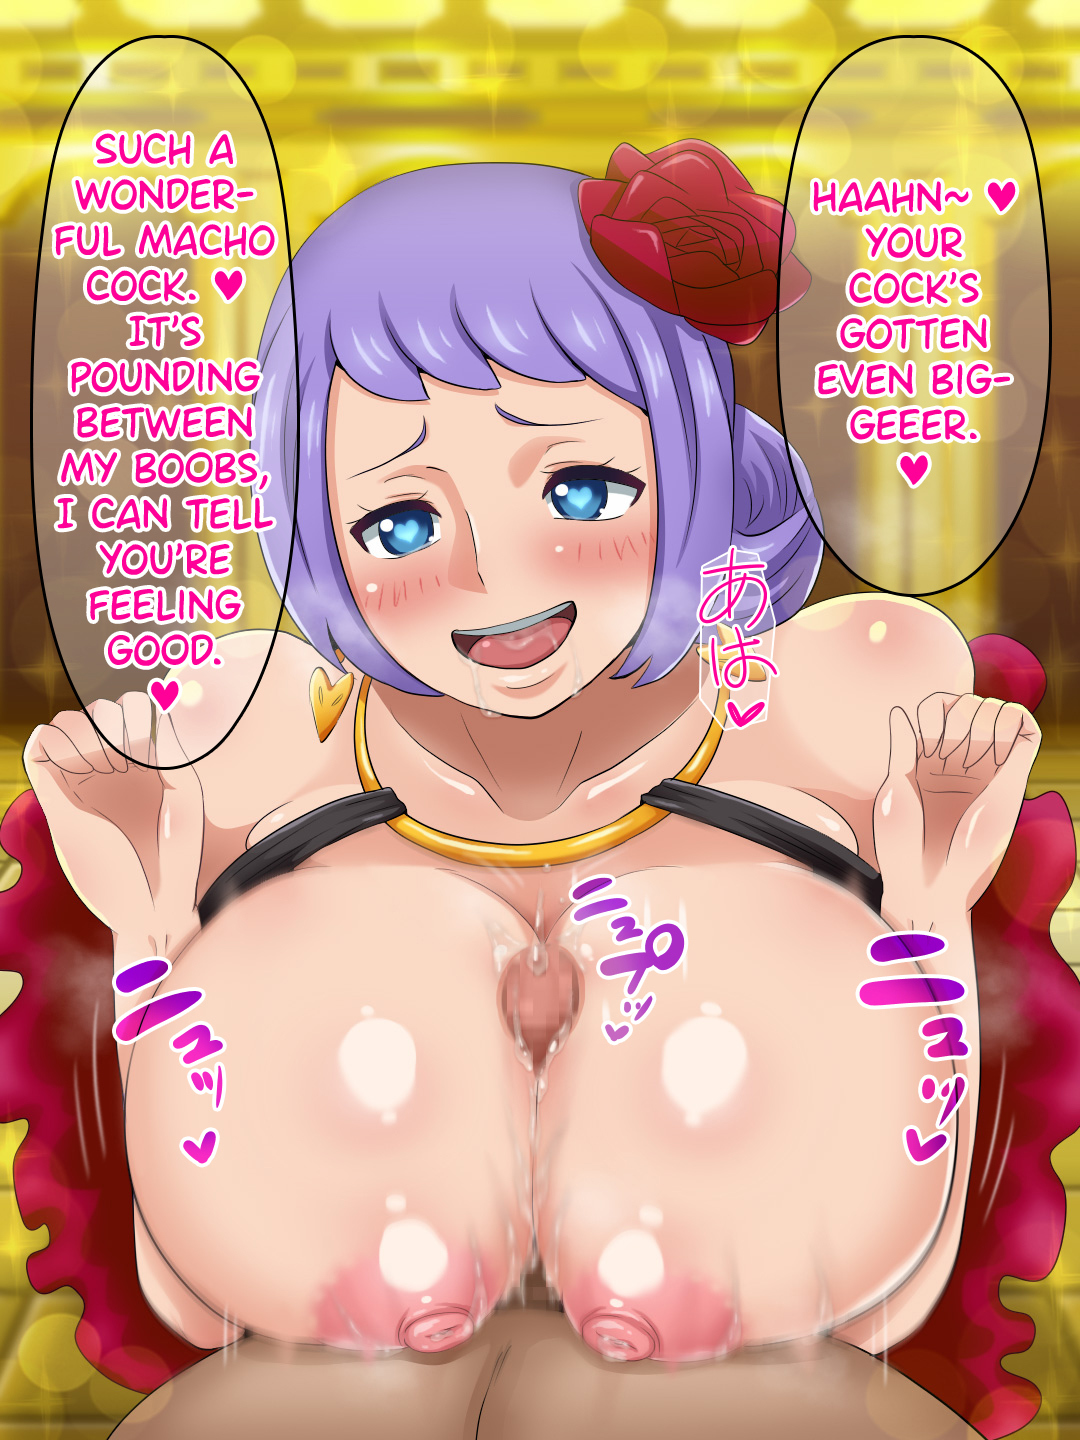 HAAHN~ ♥
YOUR
COCK'S
GOTTEN
EVEN BIG-
GEEER.
♥
SUCH A
WONDER-
FUL MACHO
COCK. ♥
IT'S
POUNDING
BETWEEN
MY BOOBS,
I CAN TELL
YOU'RE
FEELING
GOOD.
♥
あは♥
ニュプッ♥
ニュッ♥
ニュッ♥